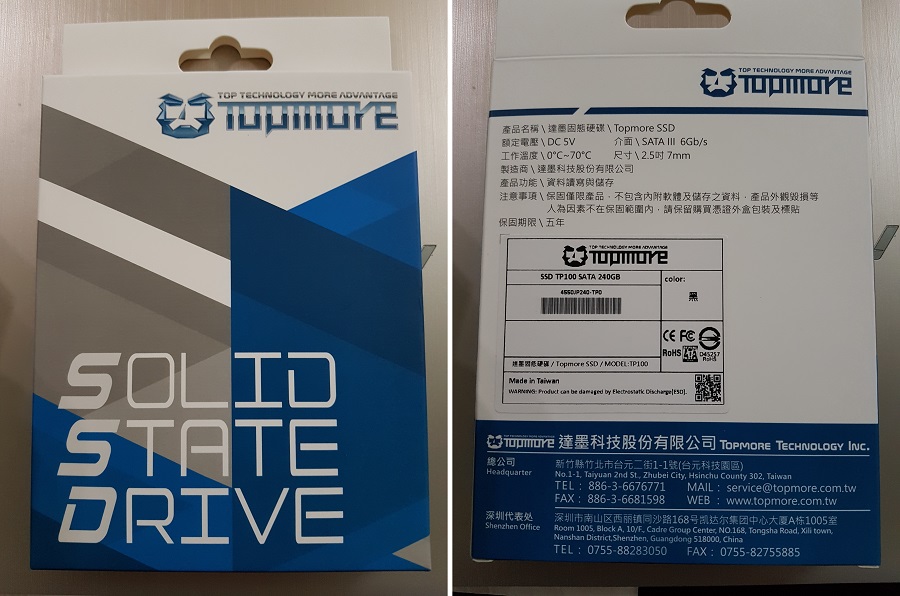 TOP TECHNOLOGY MORE ADVANTAGE
TOPMORE
SOLID
STATE
DRIVE
TOP TECHNOLOGY MORE ADVANTAGE
TOPMORE
產品名稱 \ 達墨固態硬碟 \ Topmore SSD
額定電壓 \ DC 5V 介面 \ SATA III 6Gb/s
工作溫度 \ 0°C~70°C 尺寸 \ 2.5吋 7mm
製造商 \ 達墨科技股份有限公司
產品功能 \ 資料讀寫與儲存
注意事項 \ 保固僅限產品，不包含內附軟體及儲存之資料，產品外觀毀損等
人為因素不在保固範圍內，請保留購買憑證外盒包裝及標貼
保固期限 \ 五年
TOP TECHNOLOGY MORE ADVANTAGE
TOPMORE
SSD TP100 SATA 240GB
color:
4550JP240-TP0
黑
CE FC
RoHS SATA D45257
RoHS
達墨固態硬碟 / Topmore SSD / MODEL:TP100
Made in Taiwan
WARNING: Product can be damaged by Electrostatic Discharge(ESD).
TOP TECHNOLOGY MORE ADVANTAGE
TOPMORE 達墨科技股份有限公司 TOPMORE TECHNOLOGY INC.
總公司 新竹縣竹北市台元二街1-1號(台元科技園區)
Headquarter No.1-1, Taiyuan 2nd St., Zhubei City, Hsinchu County 302, Taiwan
TEL : 886-3-6676771 MAIL : service@topmore.com.tw
FAX : 886-3-6681598 WEB : www.topmore.com.tw
深圳代表处 深圳市南山区西丽镇同沙路168号凯达尔集团中心大厦A栋1005室
Shenzhen Office Room 1005, Block A, 10/F., Cadre Group Center, NO.168, Tongsha Road, Xili town,
Nanshan District,Shenzhen, Guangdong 518000, China
TEL : 0755-88283050 FAX : 0755-82755885